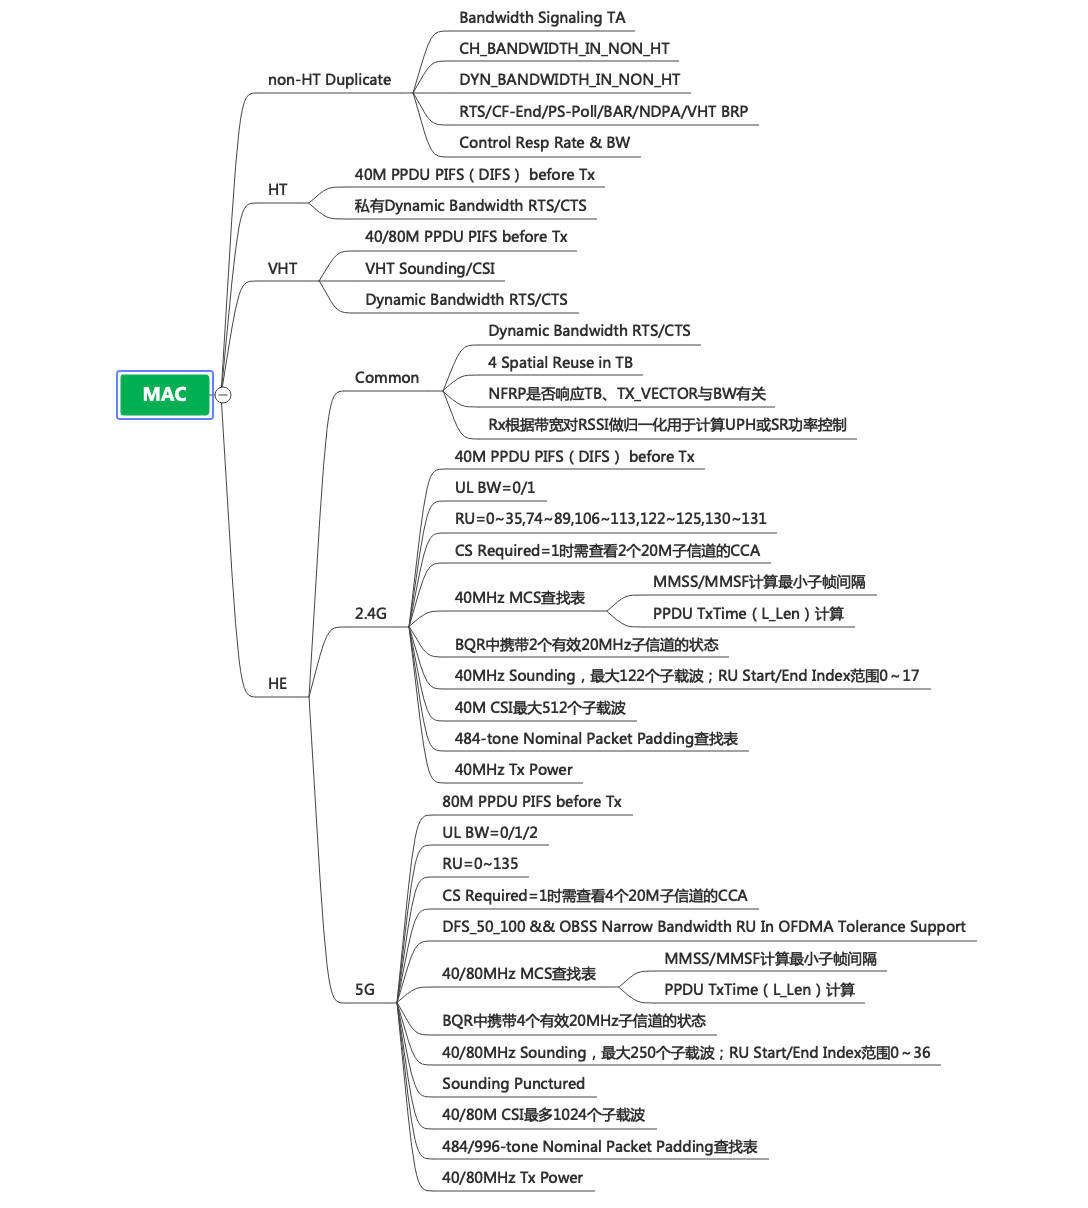 Bandwidth Signaling TA
CH_BANDWIDTH_IN_NON_HT
non-HT Duplicate
DYN_BANDWIDTH_IN_NON_HT
RTS/CF-End/PS-Poll/BAR/NDPA/VHT BRP
Control Resp Rate & BW
40M PPDU PIFS（DIFS） before Tx
HT
私有Dynamic Bandwidth RTS/CTS
40/80M PPDU PIFS before Tx
VHT
VHT Sounding/CSI
Dynamic Bandwidth RTS/CTS
MAC
Dynamic Bandwidth RTS/CTS
4 Spatial Reuse in TB
Common
NFRP是否响应TB、TX_VECTOR与BW有关
Rx根据带宽对RSSI做归一化用于计算UPH或SR功率控制
HE
40M PPDU PIFS（DIFS） before Tx
UL BW=0/1
RU=0~35,74~89,106~113,122~125,130~131
CS Required=1时需查看2个20M子信道的CCA
2.4G
40MHz MCS查找表
MMSS/MMSF计算最小子帧间隔
PPDU TxTime（L_Len）计算
BQR中携带2个有效20MHz子信道的状态
40MHz Sounding，最大122个子载波；RU Start/End Index范围0～17
40M CSI最大512个子载波
484-tone Nominal Packet Padding查找表
40MHz Tx Power
80M PPDU PIFS before Tx
UL BW=0/1/2
RU=0~135
CS Required=1时需查看4个20M子信道的CCA
DFS_50_100 && OBSS Narrow Bandwidth RU In OFDMA Tolerance Support
5G
40/80MHz MCS查找表
MMSS/MMSF计算最小子帧间隔
PPDU TxTime（L_Len）计算
BQR中携带4个有效20MHz子信道的状态
40/80MHz Sounding，最大250个子载波；RU Start/End Index范围0～36
Sounding Punctured
40/80M CSI最多1024个子载波
484/996-tone Nominal Packet Padding查找表
40/80MHz Tx Power